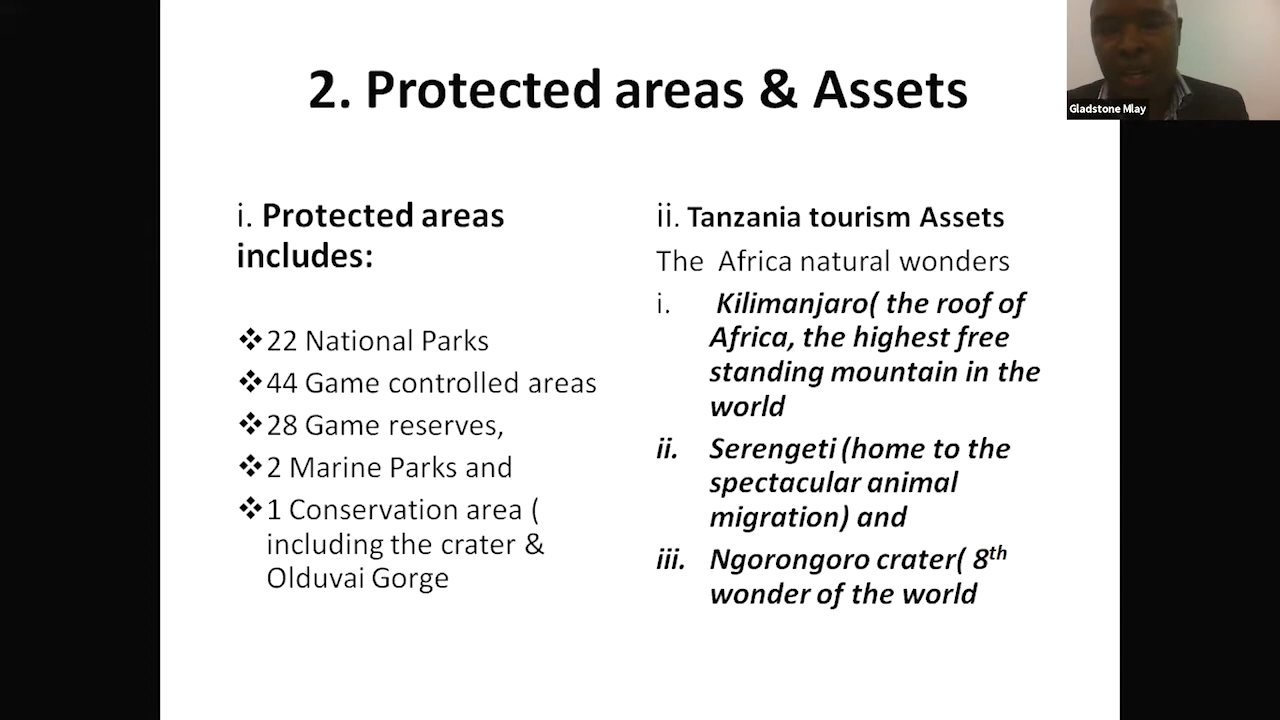 2. Protected areas & Assets
Gladstone Mlay
i. Protected areas
includes:
❖22 National Parks
❖44 Game controlled areas
❖28 Game reserves,
❖2 Marine Parks and
❖1 Conservation area (
including the crater &
Olduvai Gorge
ii. Tanzania tourism Assets
The Africa natural wonders
i. Kilimanjaro( the roof of
Africa, the highest free
standing mountain in the
world
ii. Serengeti (home to the
spectacular animal
migration) and
iii. Ngorongoro crater( 8th
wonder of the world